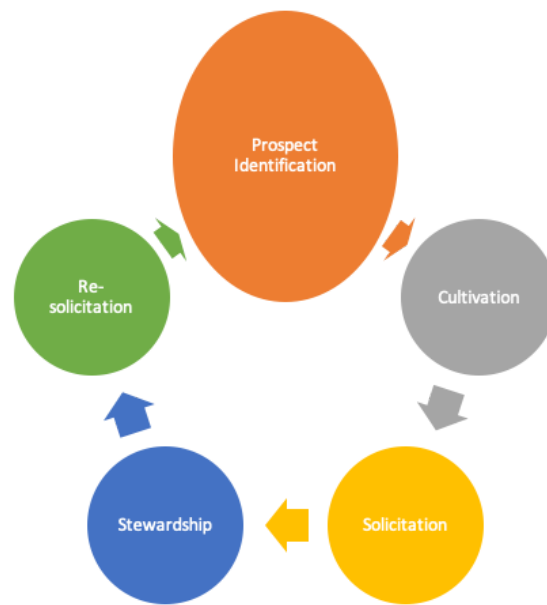 Prospect
Identification
Cultivation
Solicitation
Stewardship
Re-
solicitation